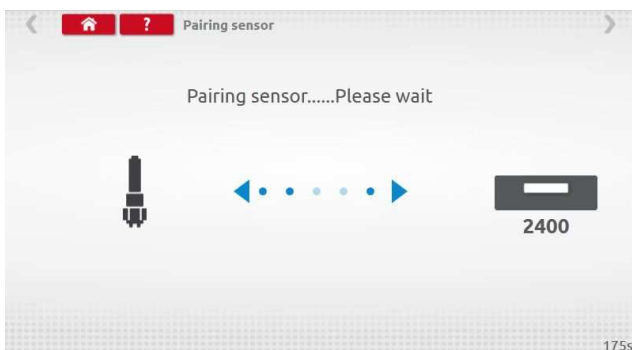 ? Pairing sensor
Pairing sensor......Please wait
2400
175s